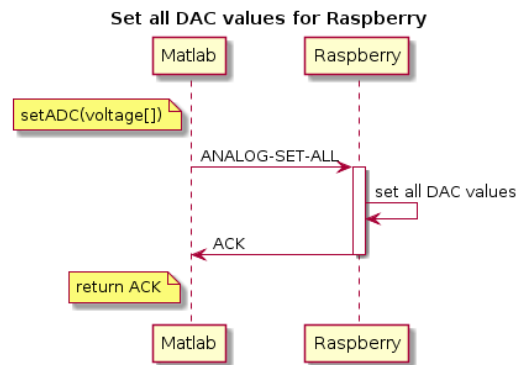 Set all DAC values for Raspberry
Matlab Raspberry
setADC(voltage[])
ANALOG-SET-ALL
set all DAC values
ACK
return ACK
Matlab Raspberry